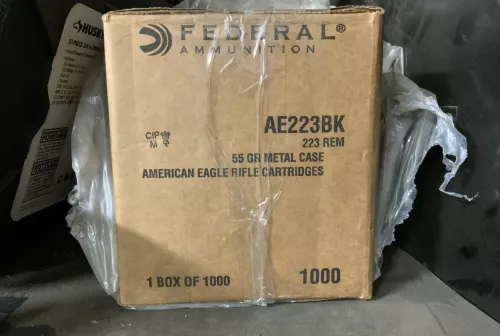 FEDERAL®
AMMUNITION
HUSK
AE223BK
CIP
M
223 REM
55 GR METAL CASE
AMERICAN EAGLE RIFLE CARTRIDGES
1 BOX OF 1000
1000